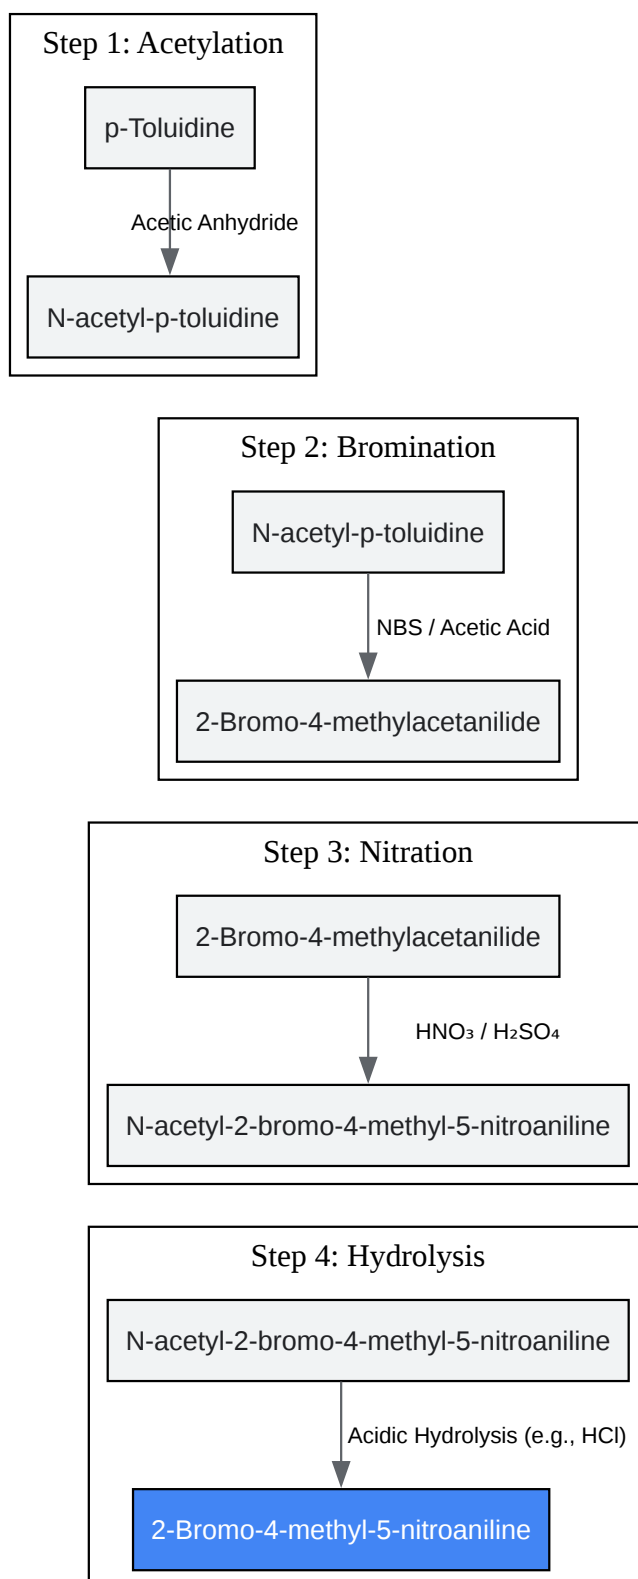 Step 1: Acetylation
p-Toluidine
Acetic Anhydride
N-acetyl-p-toluidine
Step 2: Bromination
N-acetyl-p-toluidine
NBS / Acetic Acid
2-Bromo-4-methylacetanilide
Step 3: Nitration
2-Bromo-4-methylacetanilide
HNO₃ / H₂SO₄
N-acetyl-2-bromo-4-methyl-5-nitroaniline
Step 4: Hydrolysis
N-acetyl-2-bromo-4-methyl-5-nitroaniline
Acidic Hydrolysis (e.g., HCl)
2-Bromo-4-methyl-5-nitroaniline